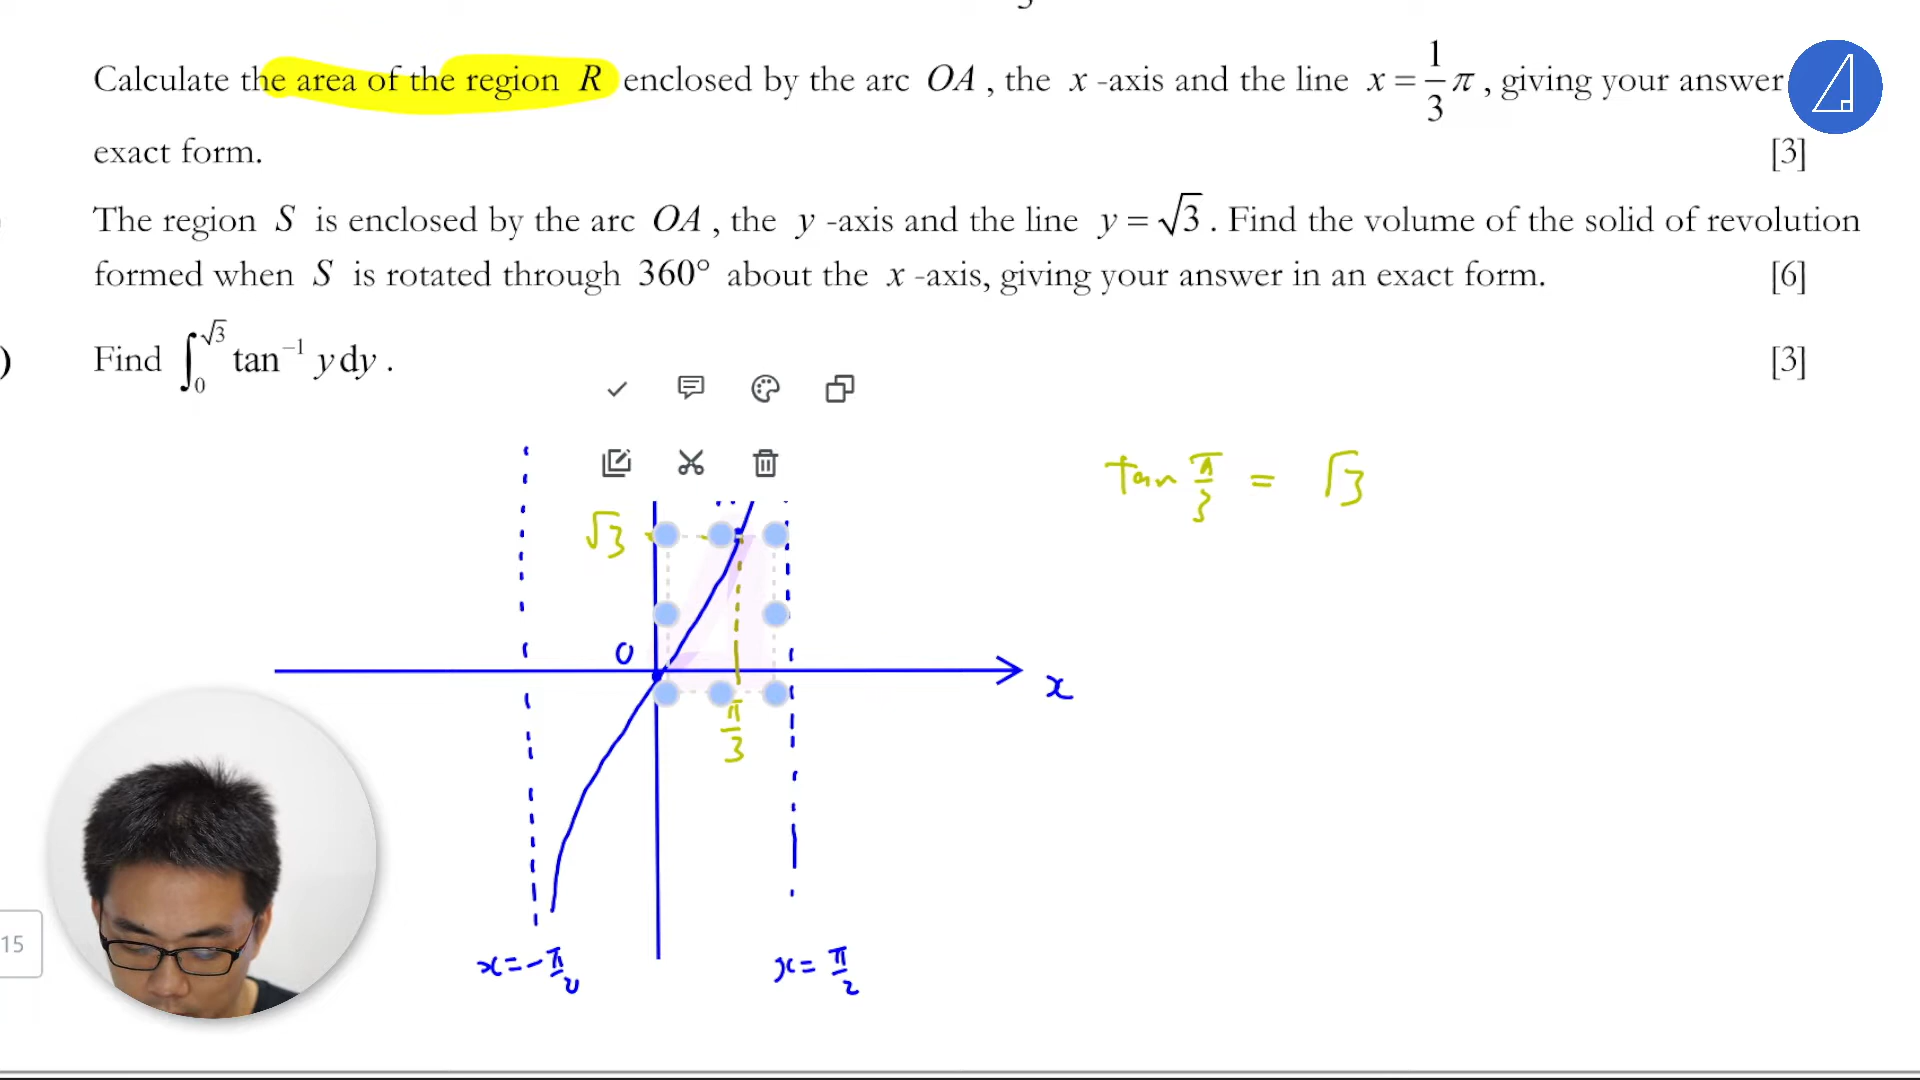 Calculate the area of the region R enclosed by the arc OA, the x-axis and the line x = 1/3 π, giving your answer
exact form. [3]
The region S is enclosed by the arc OA, the y-axis and the line y = √3. Find the volume of the solid of revolution
formed when S is rotated through 360° about the x-axis, giving your answer in an exact form. [6]
) Find ∫₀^√3 tan⁻¹ y dy. [3]
tan π/3 = √3
√3
0
x
π/3
15
x = -π/2
x = π/2